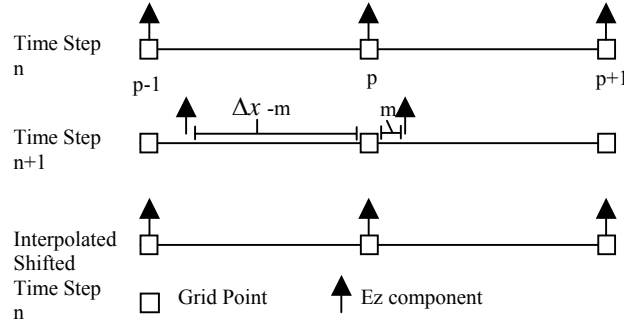 Time Step
n
p-1
p
p+1
Δx -m
m
Time Step
n+1
Interpolated
Shifted
Time Step
n
Grid Point
Ez component